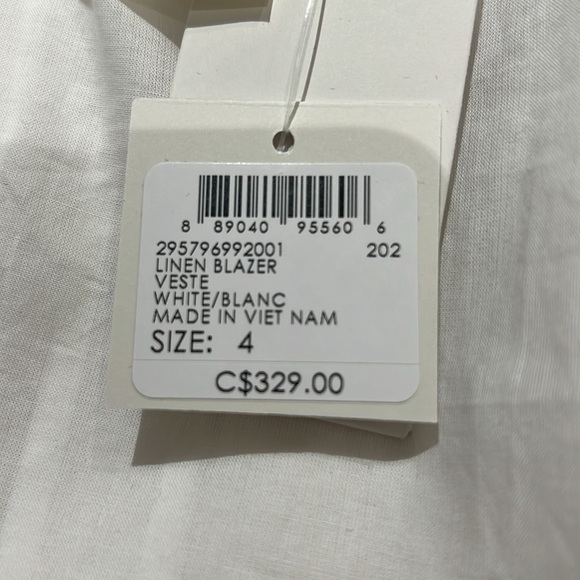 8 89040 95560 6
295796992001 202
LINEN BLAZER
VESTE
WHITE/BLANC
MADE IN VIET NAM
SIZE: 4
C$329.00